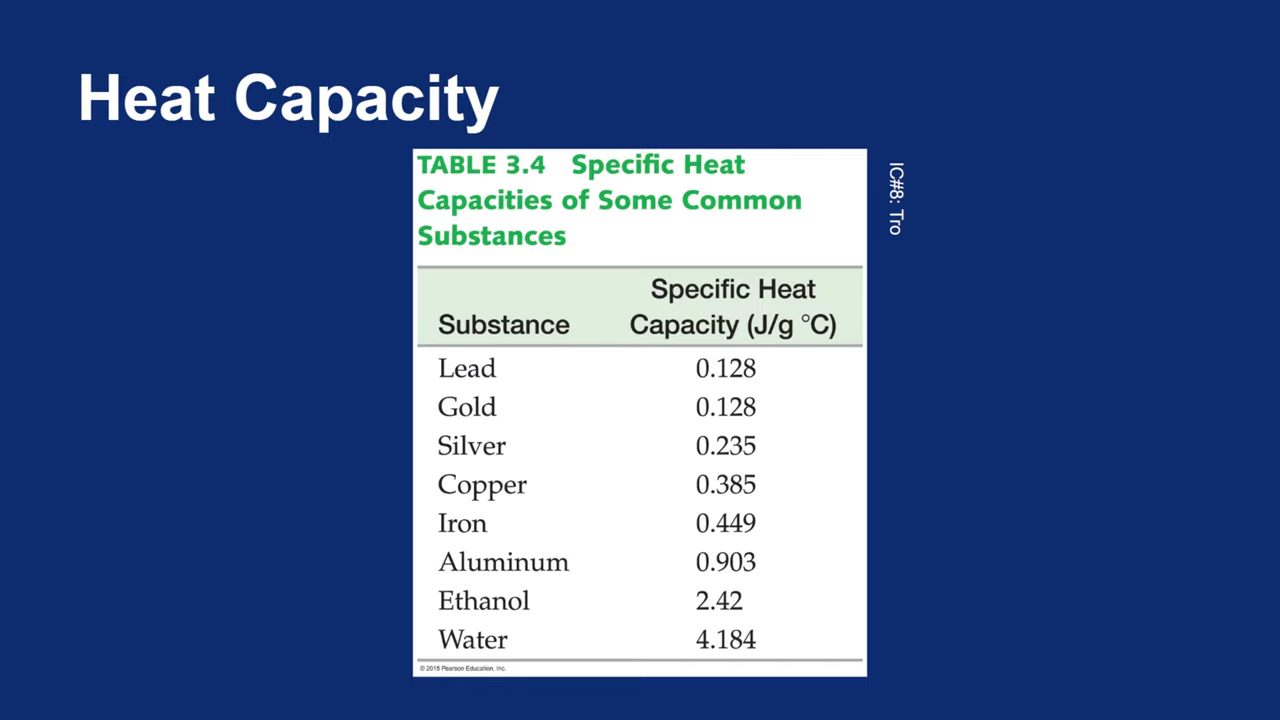 Heat Capacity
TABLE 3.4 Specific Heat
Capacities of Some Common
Substances
Specific Heat
Substance Capacity (J/g °C)
Lead 0.128
Gold 0.128
Silver 0.235
Copper 0.385
Iron 0.449
Aluminum 0.903
Ethanol 2.42
Water 4.184
© 2015 Pearson Education, Inc.
IC#8: Tro